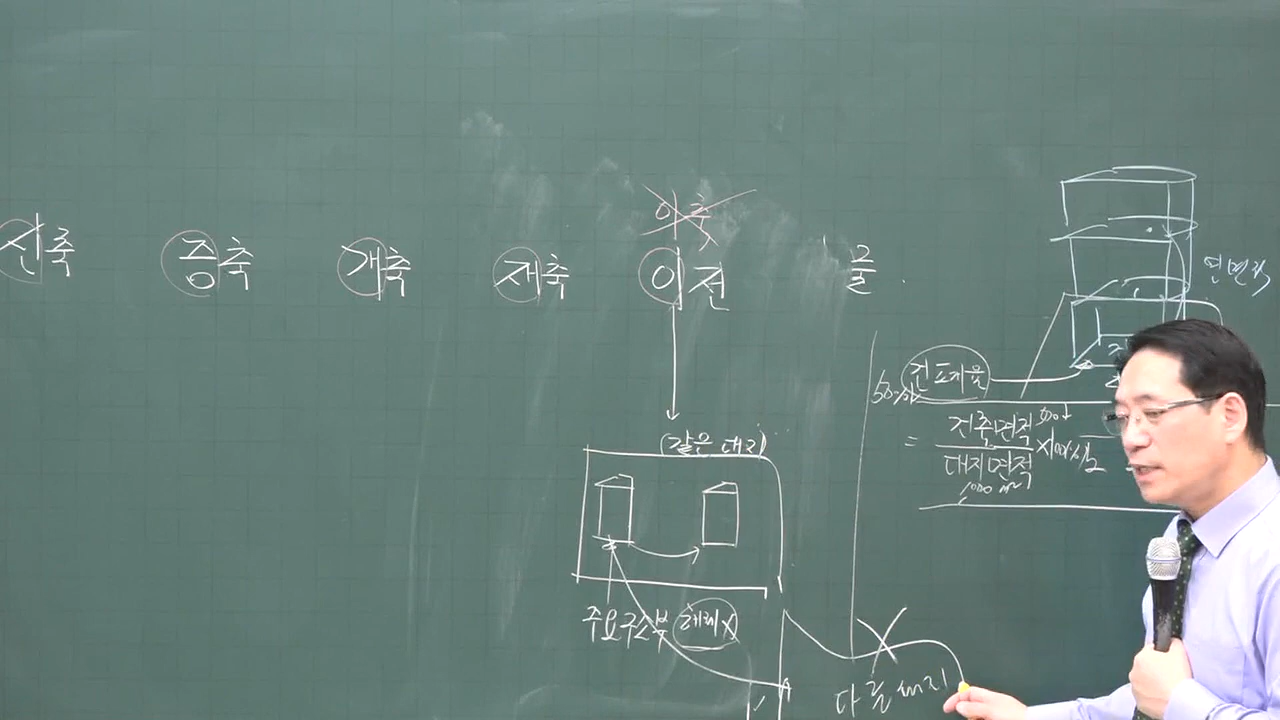 이축
신축 증축 개축 재축 이전 물.
연면적
건폐율
= 건축면적
대지면적
(같은 대지)
주요구조부 해체X
다른 대지